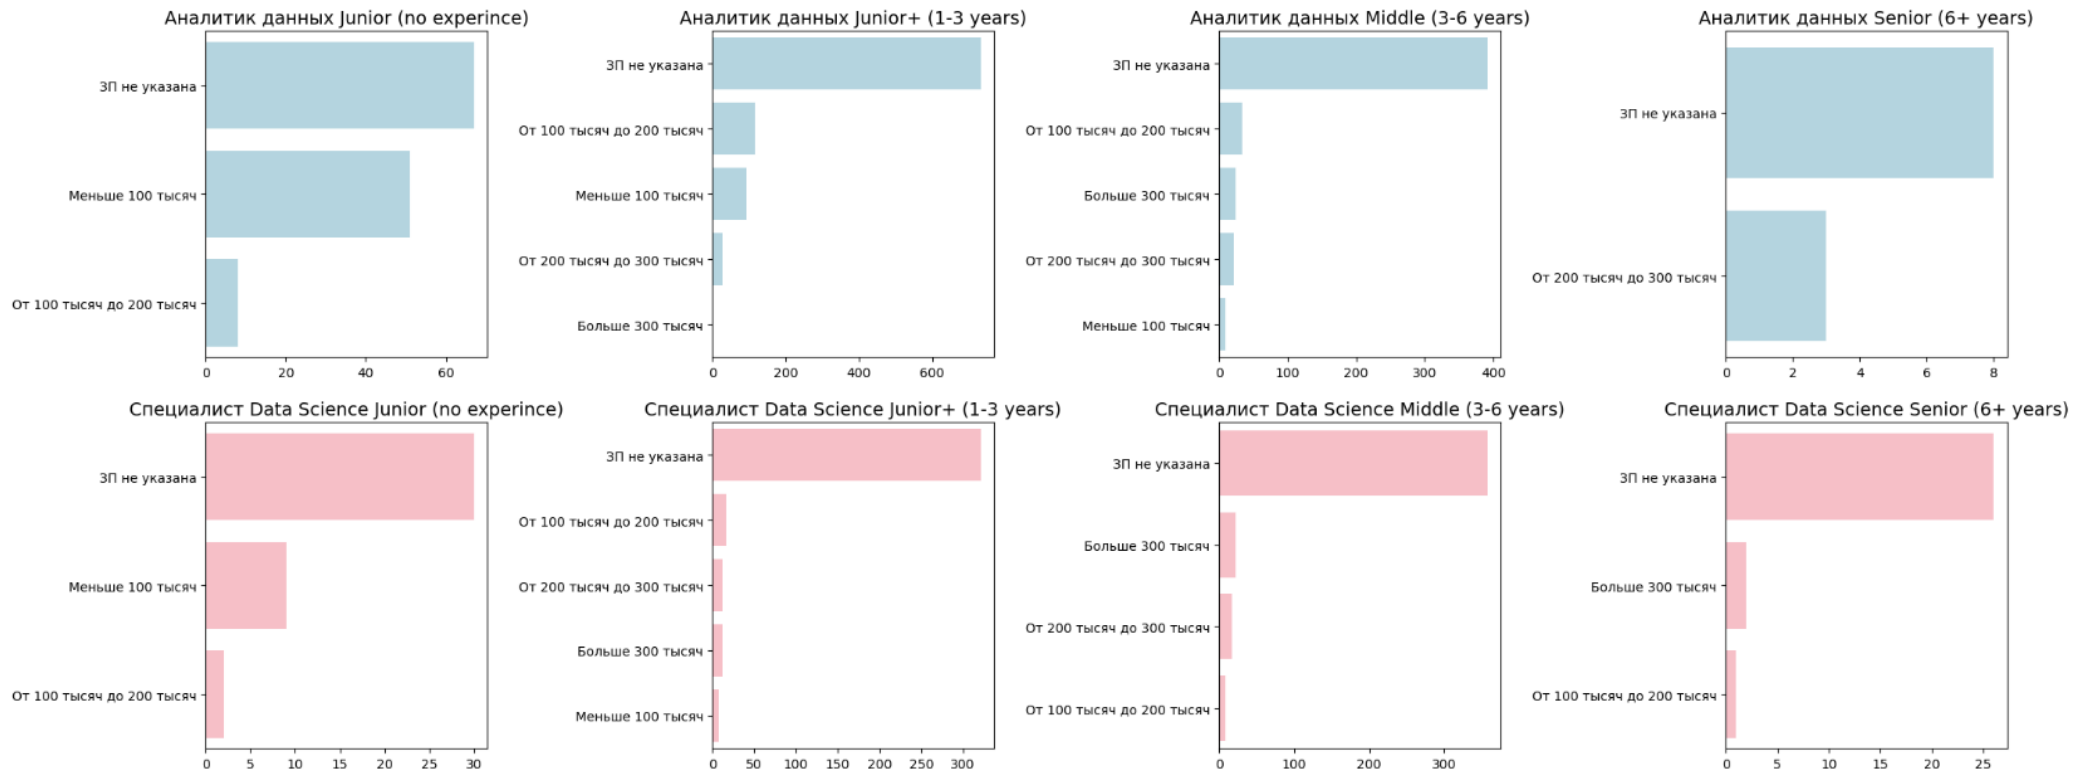 Аналитик данных Junior (no experince)
ЗП не указана
Меньше 100 тысяч
От 100 тысяч до 200 тысяч
0 20 40 60
Аналитик данных Junior+ (1-3 years)
ЗП не указана
От 100 тысяч до 200 тысяч
Меньше 100 тысяч
От 200 тысяч до 300 тысяч
Больше 300 тысяч
0 200 400 600
Аналитик данных Middle (3-6 years)
ЗП не указана
От 100 тысяч до 200 тысяч
Больше 300 тысяч
От 200 тысяч до 300 тысяч
Меньше 100 тысяч
0 100 200 300 400
Аналитик данных Senior (6+ years)
ЗП не указана
От 200 тысяч до 300 тысяч
0 2 4 6 8
Специалист Data Science Junior (no experince)
ЗП не указана
Меньше 100 тысяч
От 100 тысяч до 200 тысяч
0 5 10 15 20 25 30
Специалист Data Science Junior+ (1-3 years)
ЗП не указана
От 100 тысяч до 200 тысяч
От 200 тысяч до 300 тысяч
Больше 300 тысяч
Меньше 100 тысяч
0 50 100 150 200 250 300
Специалист Data Science Middle (3-6 years)
ЗП не указана
Больше 300 тысяч
От 200 тысяч до 300 тысяч
От 100 тысяч до 200 тысяч
0 100 200 300
Специалист Data Science Senior (6+ years)
ЗП не указана
Больше 300 тысяч
От 100 тысяч до 200 тысяч
0 5 10 15 20 25